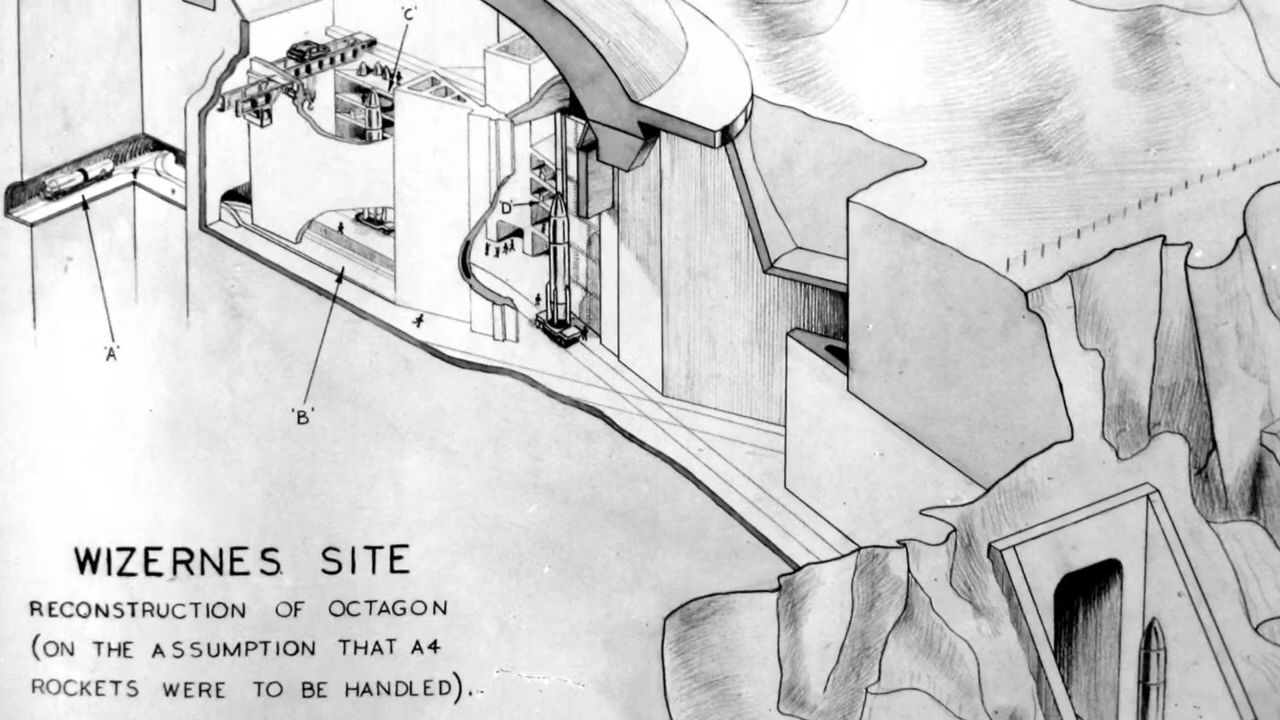 'C'
'D'
'A'
'B'
WIZERNES SITE
RECONSTRUCTION OF OCTAGON
(ON THE ASSUMPTION THAT A4
ROCKETS WERE TO BE HANDLED)..